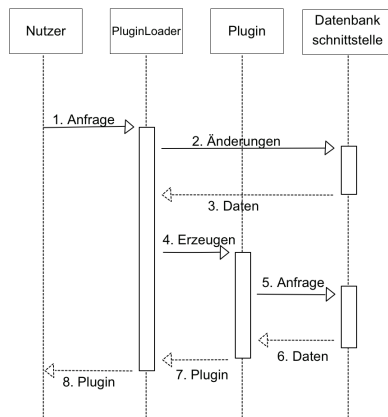 Nutzer
PluginLoader
Plugin
Datenbank
schnittstelle
1. Anfrage
2. Änderungen
3. Daten
4. Erzeugen
5. Anfrage
6. Daten
7. Plugin
8. Plugin